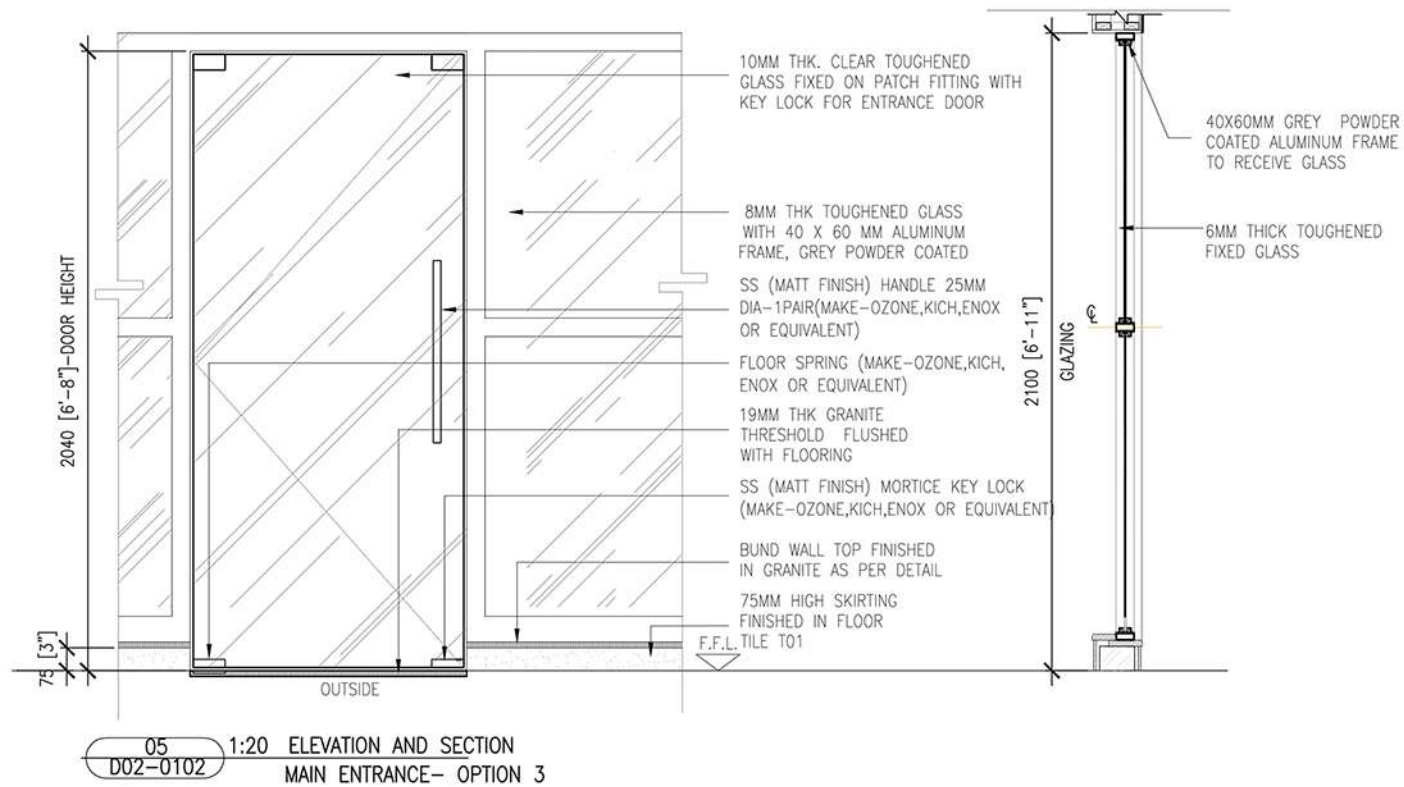 10MM THK. CLEAR TOUGHENED
GLASS FIXED ON PATCH FITTING WITH
KEY LOCK FOR ENTRANCE DOOR
8MM THK TOUGHENED GLASS
WITH 40 X 60 MM ALUMINUM
FRAME, GREY POWDER COATED
SS (MATT FINISH) HANDLE 25MM
DIA-1PAIR(MAKE-OZONE,KICH,ENOX
OR EQUIVALENT)
FLOOR SPRING (MAKE-OZONE,KICH,
ENOX OR EQUIVALENT)
19MM THK GRANITE
THRESHOLD FLUSHED
WITH FLOORING
SS (MATT FINISH) MORTICE KEY LOCK
(MAKE-OZONE,KICH,ENOX OR EQUIVALENT)
BUND WALL TOP FINISHED
IN GRANITE AS PER DETAIL
75MM HIGH SKIRTING
FINISHED IN FLOOR
TILE T01
F.F.L.
2040 [6'-8"]-DOOR HEIGHT
75 [3"]
OUTSIDE
40X60MM GREY POWDER
COATED ALUMINUM FRAME
TO RECEIVE GLASS
6MM THICK TOUGHENED
FIXED GLASS
2100 [6'-11"]
GLAZING
℄
05
D02-0102
1:20 ELEVATION AND SECTION
MAIN ENTRANCE- OPTION 3